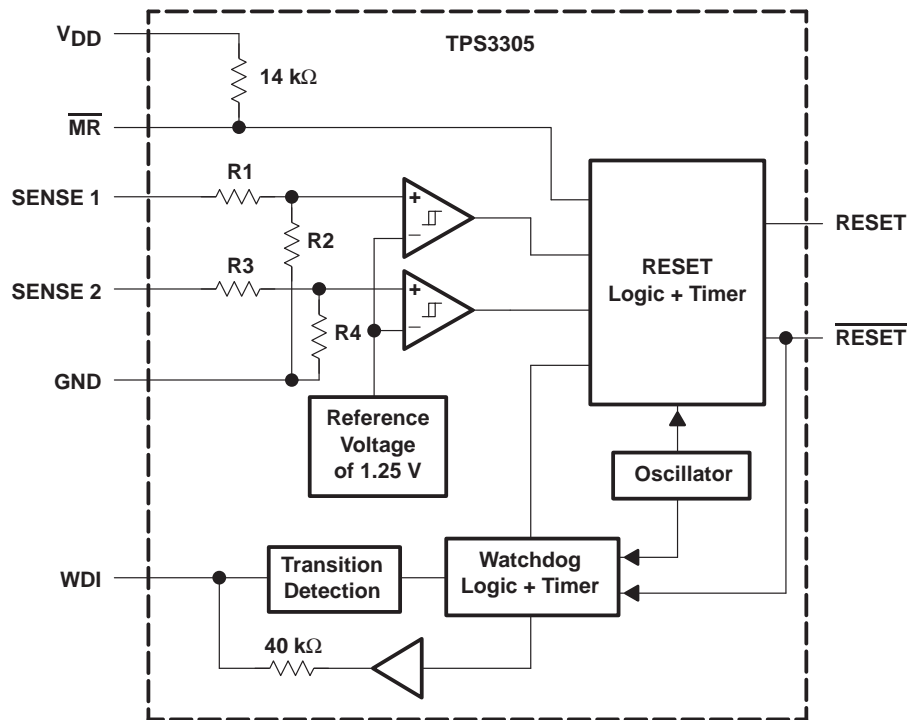 TPS3305
VDD
14 kΩ
MR
R1
SENSE 1
+
R2
–
RESET
R3
RESET
Logic + Timer
SENSE 2
+
R4
–
RESET
GND
Reference
Voltage
of 1.25 V
Oscillator
Transition
Detection
Watchdog
Logic + Timer
WDI
40 kΩ